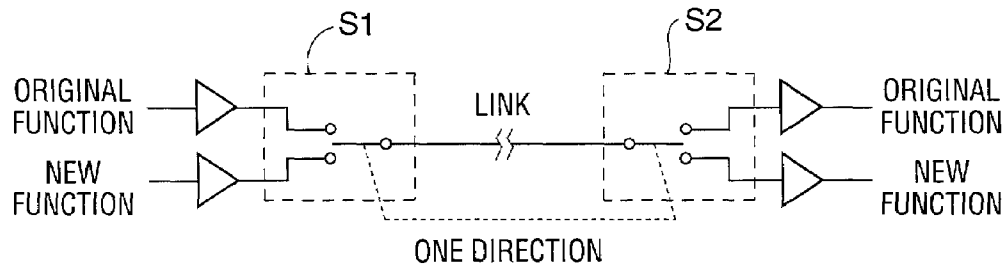 S1
S2
ORIGINAL
FUNCTION
LINK
ORIGINAL
FUNCTION
NEW
FUNCTION
NEW
FUNCTION
ONE DIRECTION